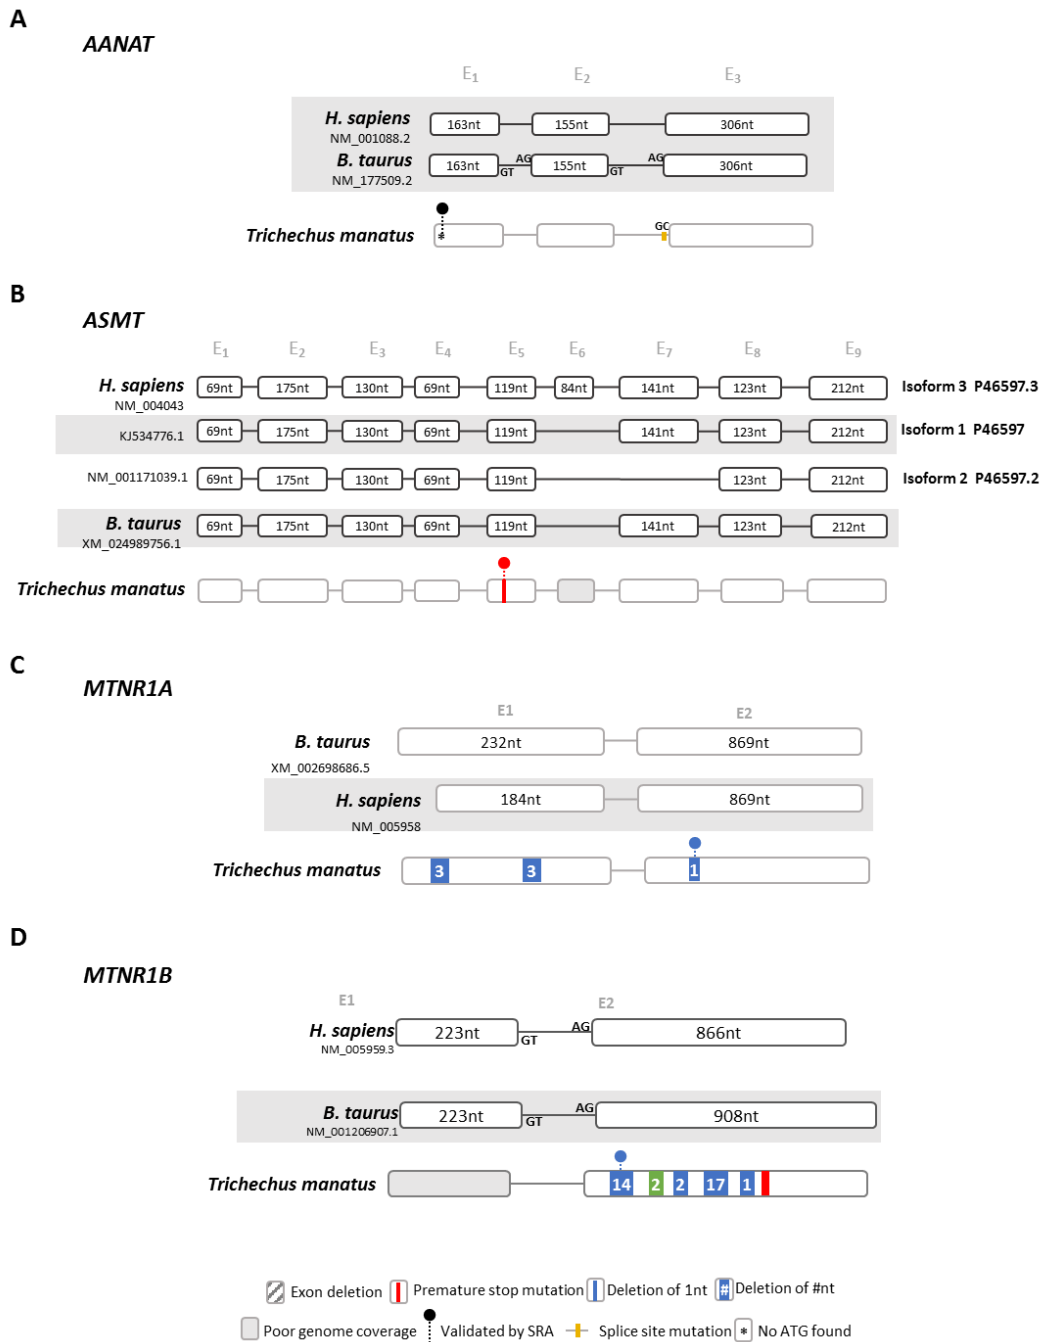 A
AANAT
E1 E2 E3
H. sapiens 163nt 155nt 306nt
NM_001088.2
B. taurus 163nt GT AG 155nt GT AG 306nt
NM_177509.2
Trichechus manatus * GC
B
ASMT
E1 E2 E3 E4 E5 E6 E7 E8 E9
H. sapiens 69nt 175nt 130nt 69nt 119nt 84nt 141nt 123nt 212nt Isoform 3 P46597.3
NM_004043
KJ534776.1 69nt 175nt 130nt 69nt 119nt 141nt 123nt 212nt Isoform 1 P46597
NM_001171039.1 69nt 175nt 130nt 69nt 119nt 123nt 212nt Isoform 2 P46597.2
B. taurus 69nt 175nt 130nt 69nt 119nt 141nt 123nt 212nt
XM_024989756.1
Trichechus manatus
C
MTNR1A
E1 E2
B. taurus 232nt 869nt
XM_002698686.5
H. sapiens 184nt 869nt
NM_005958
Trichechus manatus 3 3 1
D
MTNR1B
E1 E2
H. sapiens 223nt GT AG 866nt
NM_005959.3
B. taurus 223nt GT AG 908nt
NM_001206907.1
Trichechus manatus 14 2 2 17 1
Exon deletion Premature stop mutation Deletion of 1nt # Deletion of #nt
Poor genome coverage Validated by SRA Splice site mutation * No ATG found